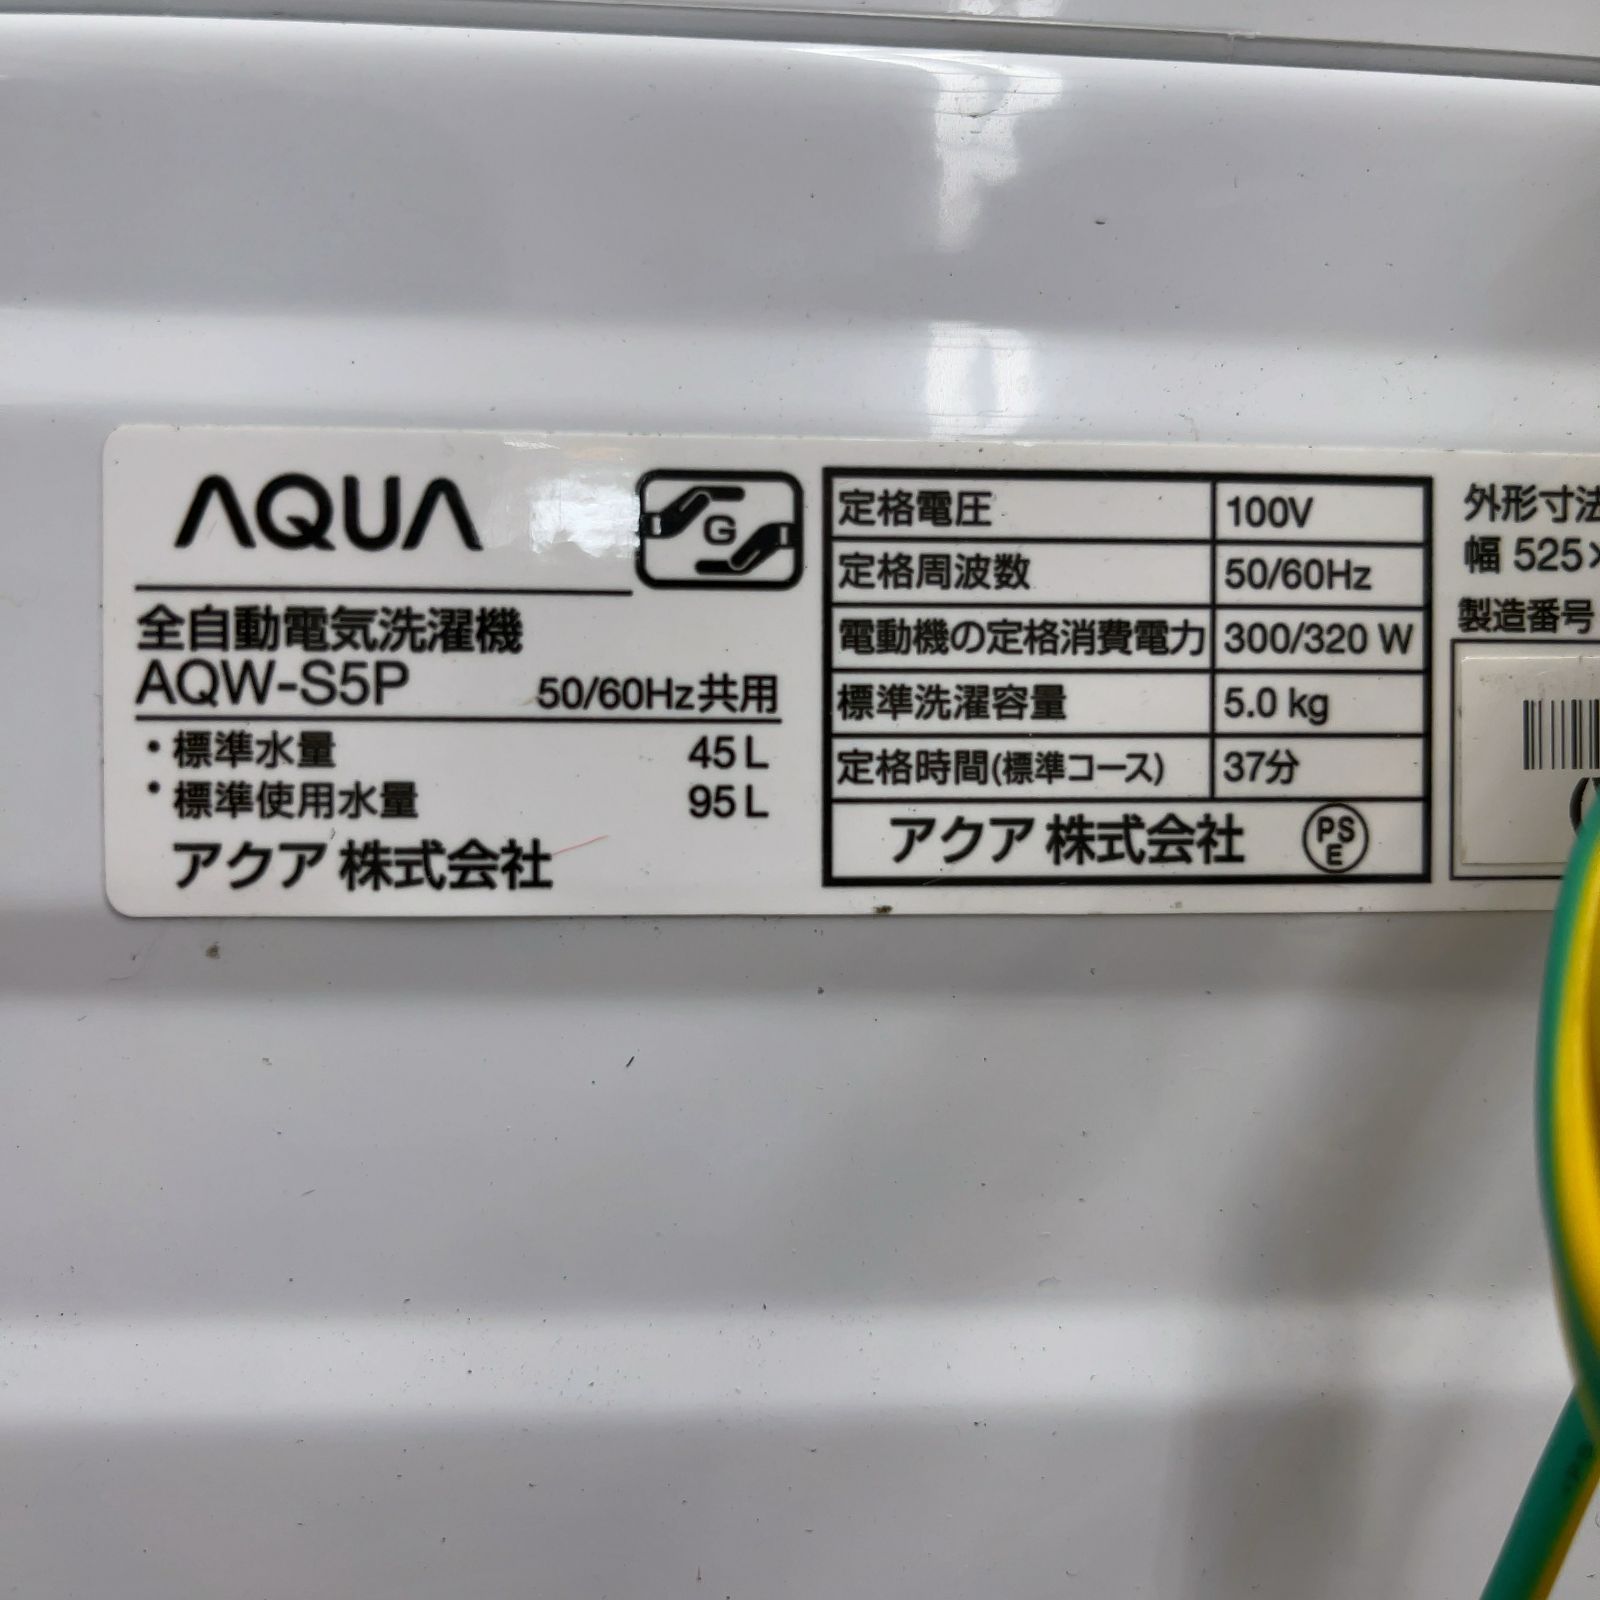 AQUA
G
全自動電気洗濯機
AQW-S5P 50/60Hz共用
・標準水量 45L
・標準使用水量 95L
アクア 株式会社
定格電圧 100V
定格周波数 50/60Hz
電動機の定格消費電力 300/320 W
標準洗濯容量 5.0 kg
定格時間(標準コース) 37分
アクア 株式会社 PSE
外形寸法
幅 525×
製造番号